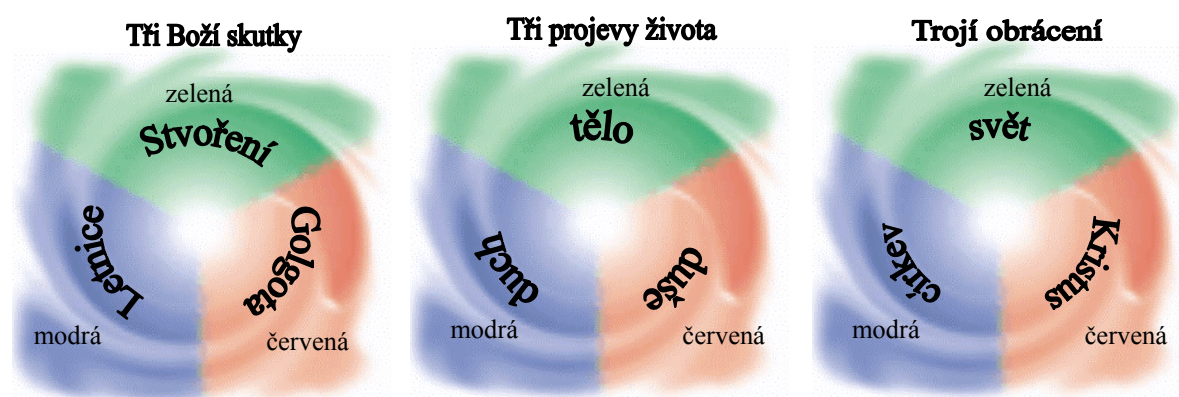 Tři Boží skutky
zelená
Stvoření
Letnice
Golgota
modrá
červená
Tři projevy života
zelená
tělo
duch
duše
modrá
červená
Trojí obrácení
zelená
svět
církev
Kristus
modrá
červená